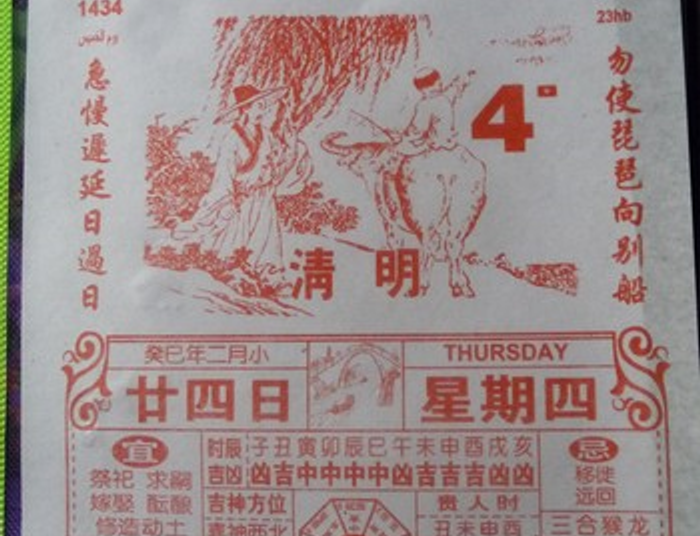 1434
23hb
急慢遲延日過日
勿使琵琶向別船
4
清明
癸巳年二月小
THURSDAY
廿四日
星期四
宜
祭祀 求嗣
嫁娶 酝酿
修造动土
时辰 子丑寅卯辰巳午未申酉戌亥
吉凶 凶吉中中中中凶吉吉吉凶凶
忌
移徙
远回
吉神方位
贵人时
喜神西北
丑未申酉
三合猴龙